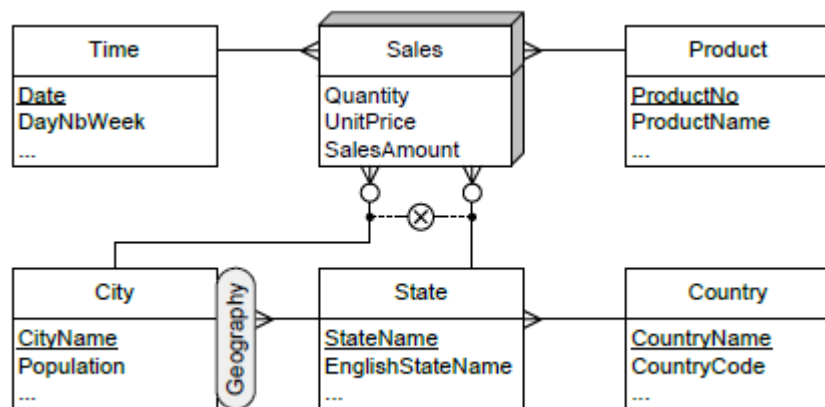 Time
Date
DayNbWeek
...
Sales
Quantity
UnitPrice
SalesAmount
Product
ProductNo
ProductName
...
City
CityName
Population
...
Geography
State
StateName
EnglishStateName
...
Country
CountryName
CountryCode
...